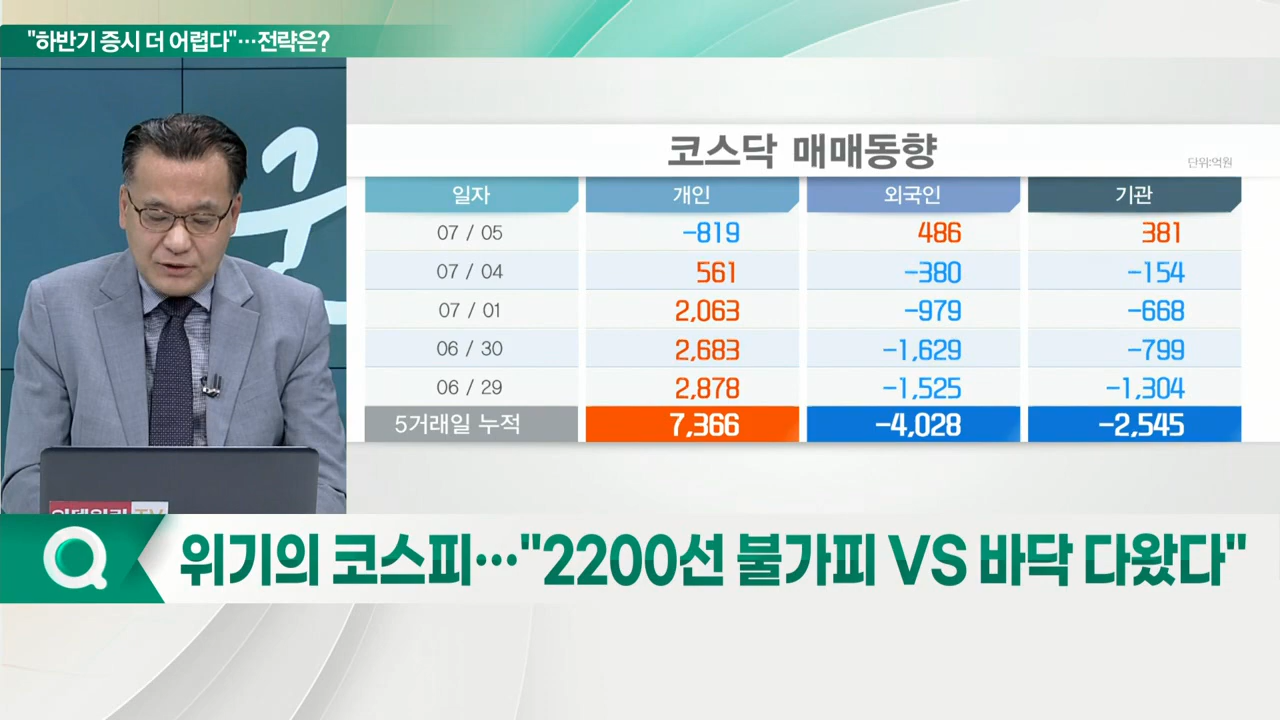 "하반기 증시 더 어렵다"…전략은?
코스닥 매매동향
단위:억원
일자 개인 외국인 기관
07 / 05 -819 486 381
07 / 04 561 -380 -154
07 / 01 2,063 -979 -668
06 / 30 2,683 -1,629 -799
06 / 29 2,878 -1,525 -1,304
5거래일 누적 7,366 -4,028 -2,545
이데일리 TV
위기의 코스피…"2200선 불가피 VS 바닥 다왔다"